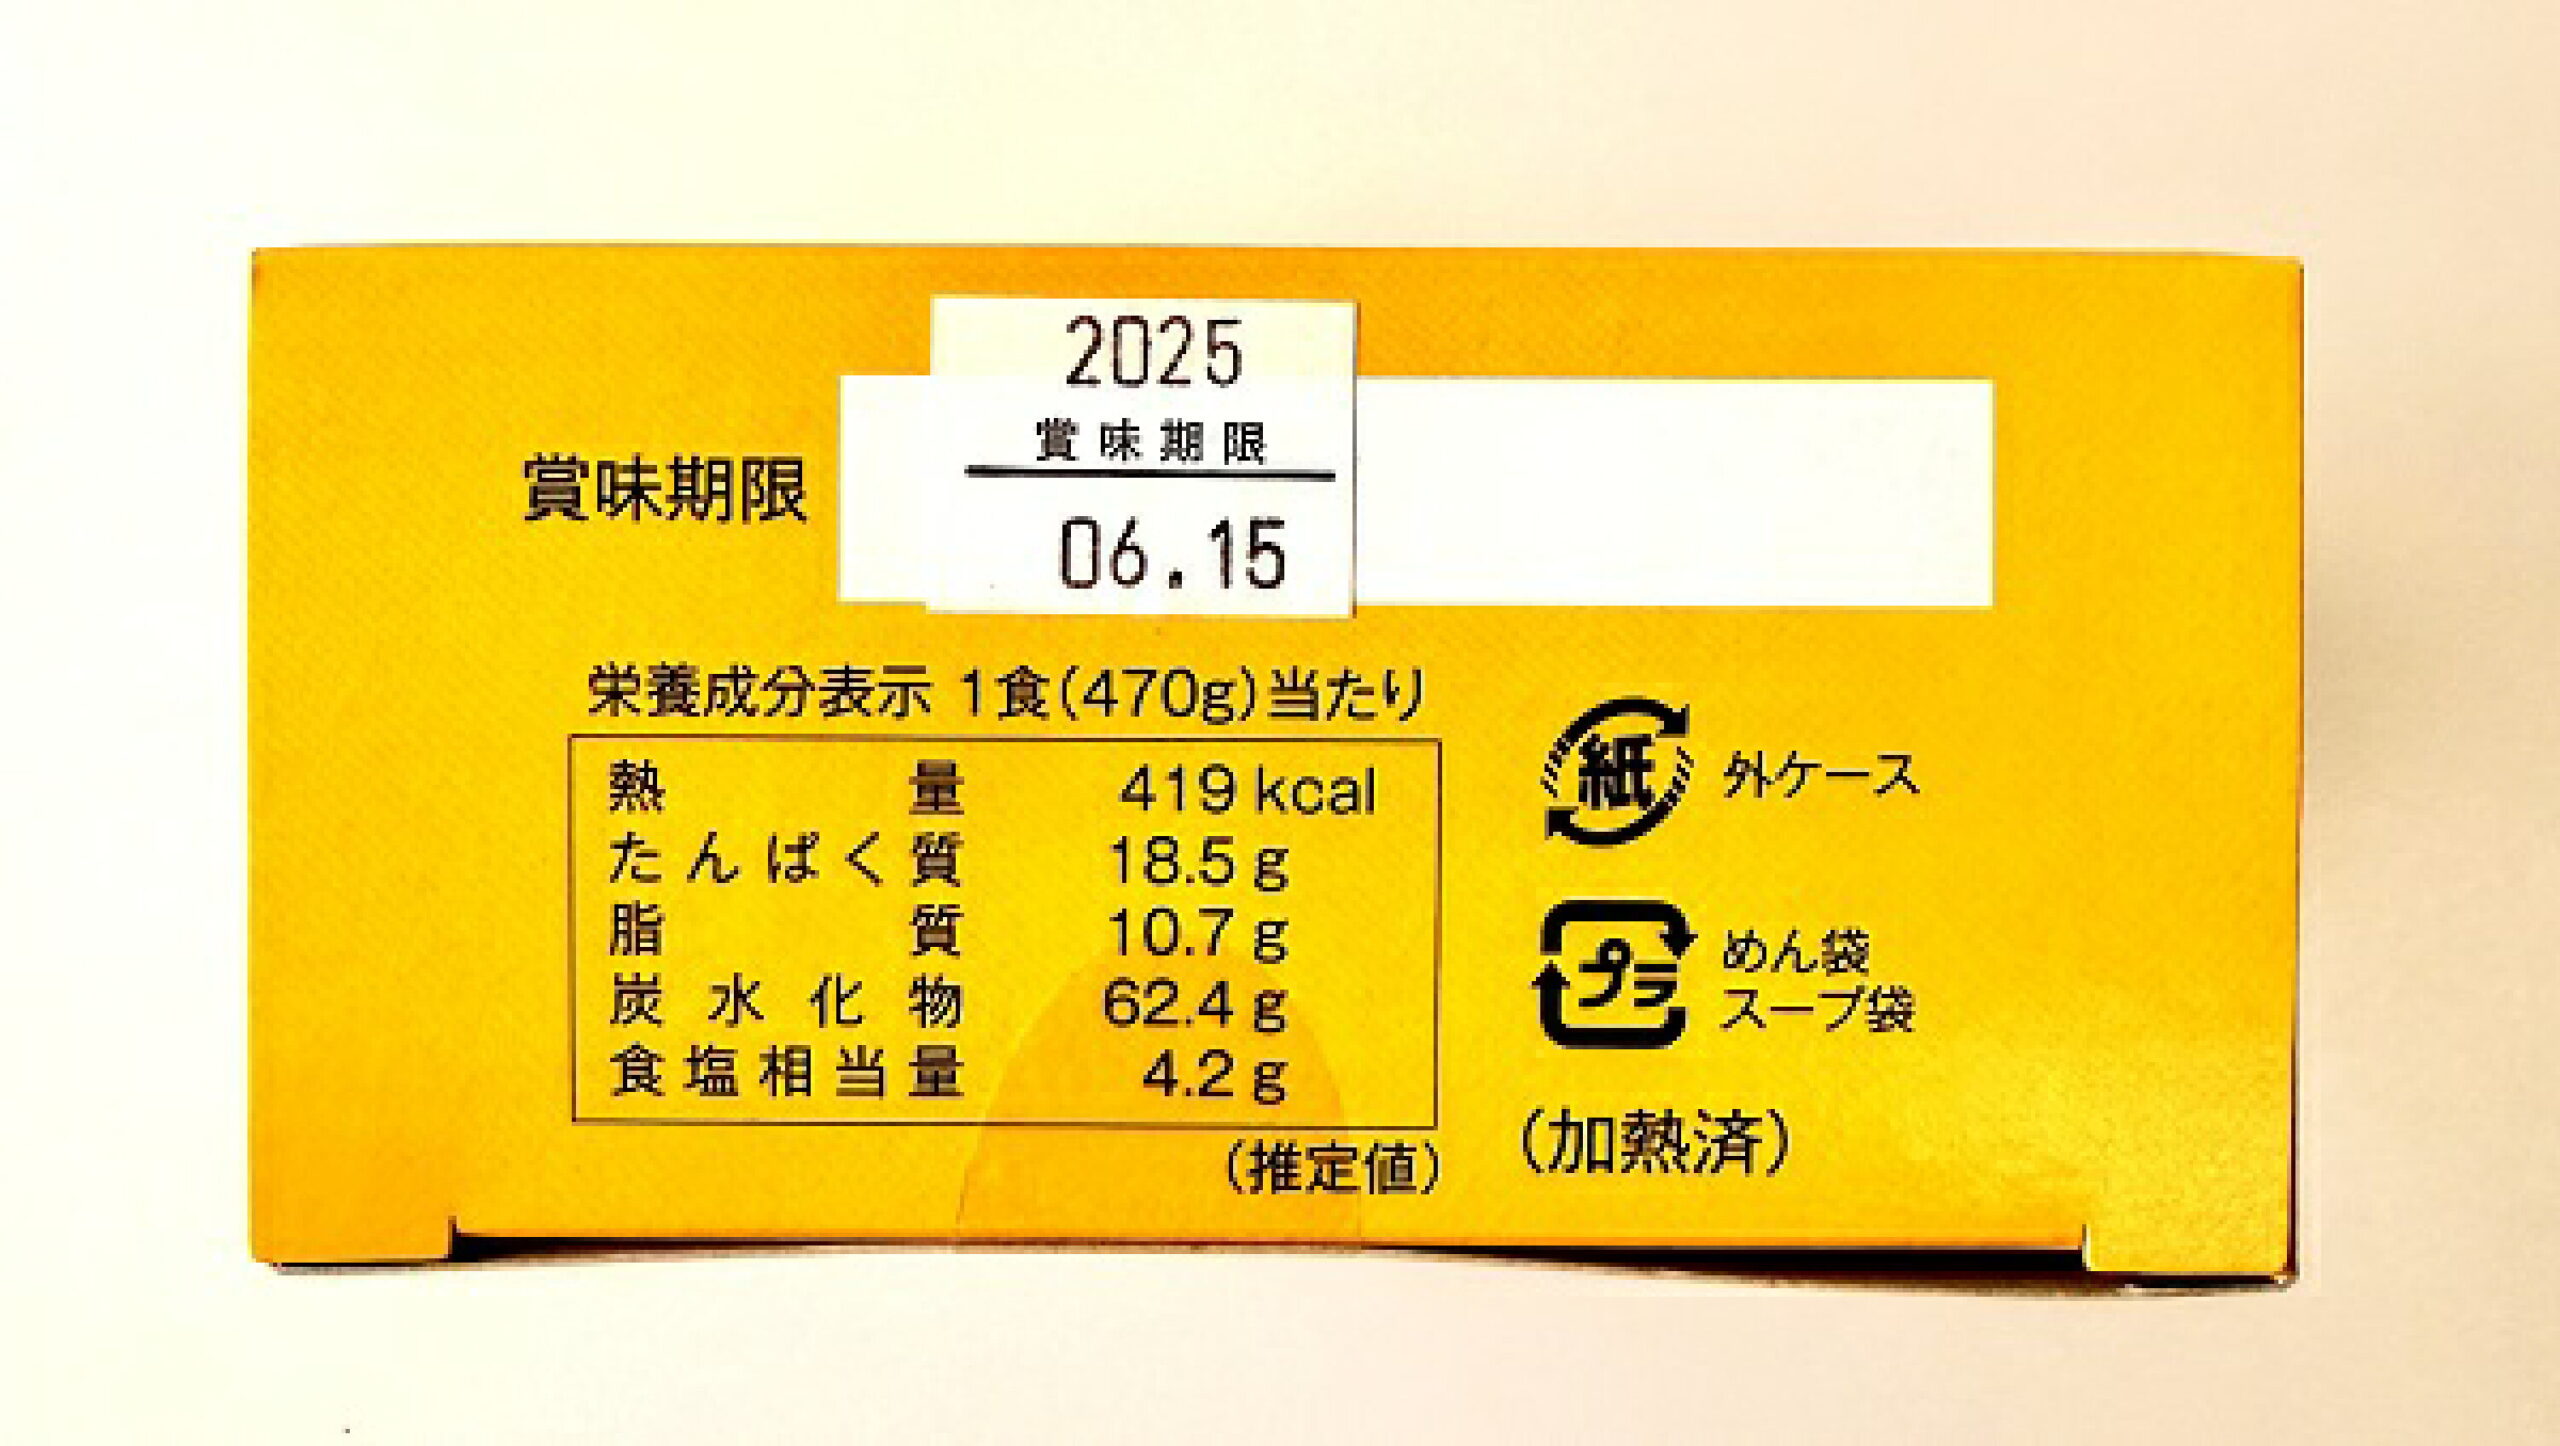 2025
賞味期限
賞味期限
06.15
栄養成分表示 1食(470g)当たり
熱量 419 kcal
たんぱく質 18.5 g
脂質 10.7 g
炭水化物 62.4 g
食塩相当量 4.2 g
(推定値)
紙 外ケース
プラ めん袋
スープ袋
(加熱済)